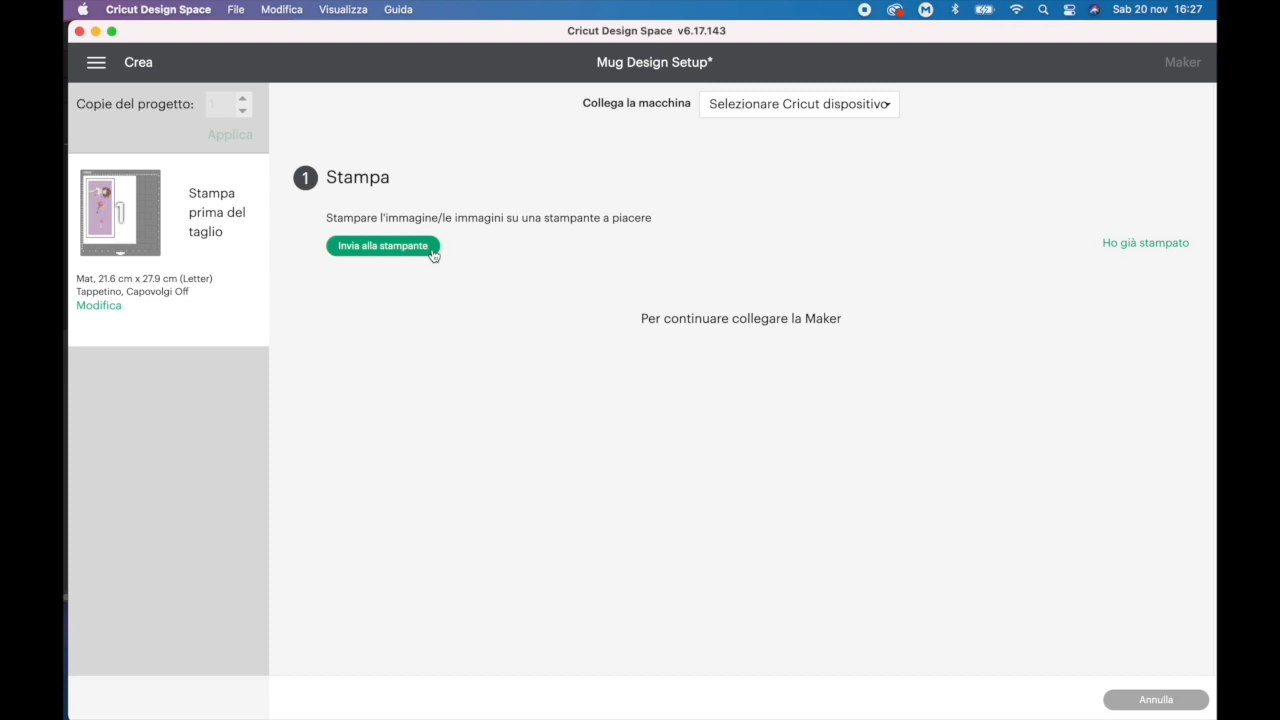 Cricut Design Space File Modifica Visualizza Guida Sab 20 nov 16:27
Cricut Design Space v6.17.143
Crea Mug Design Setup* Maker
Copie del progetto: 1
Applica
Collega la macchina Selezionare Cricut dispositivo
Stampa
prima del
taglio
Mat, 21.6 cm x 27.9 cm (Letter)
Tappetino, Capovolgi Off
Modifica
1 Stampa
Stampare l'immagine/le immagini su una stampante a piacere
Invia alla stampante
Ho già stampato
Per continuare collegare la Maker
Annulla